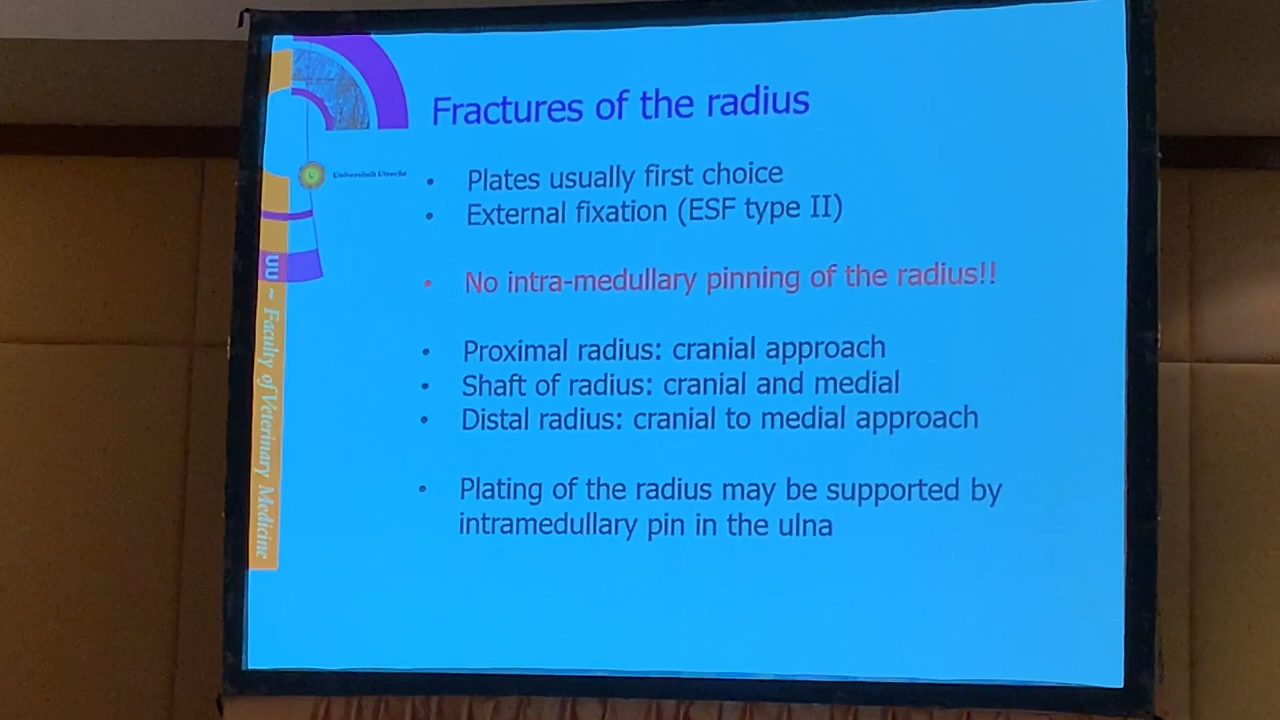 Fractures of the radius
Universiteit Utrecht
• Plates usually first choice
• External fixation (ESF type II)
• No intra-medullary pinning of the radius!!
• Proximal radius: cranial approach
• Shaft of radius: cranial and medial
• Distal radius: cranial to medial approach
• Plating of the radius may be supported by
intramedullary pin in the ulna
UU ~ Faculty of Veterinary Medicine